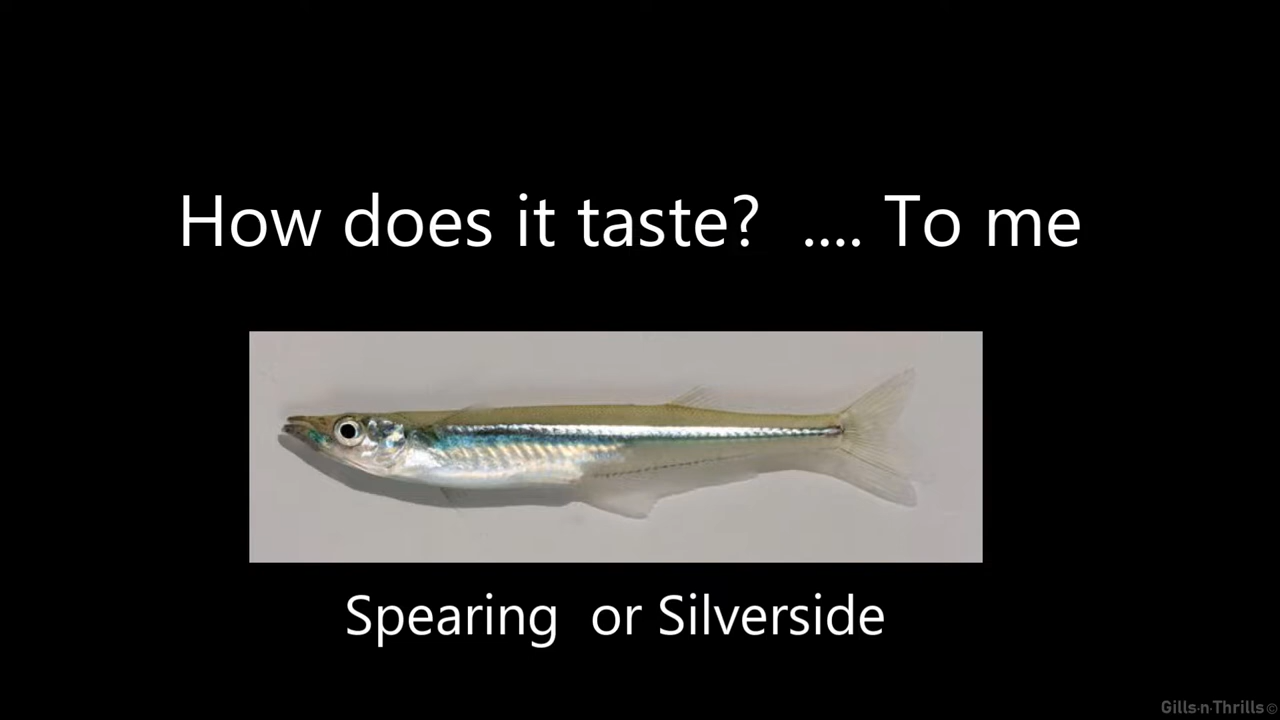 How does it taste?  .... To me
Spearing  or Silverside
Gills-n-Thrills©